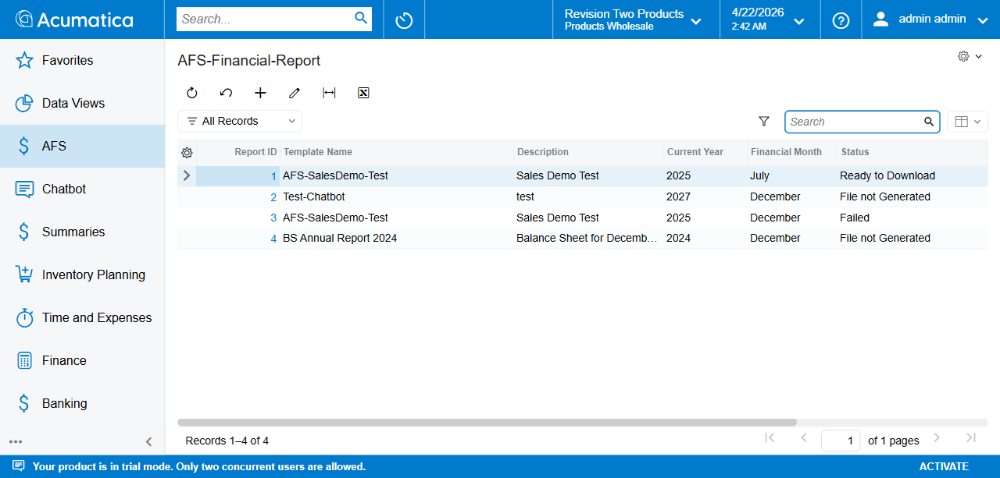 Acumatica
Search...
Revision Two Products
Products Wholesale
4/22/2026
2:42 AM
admin admin
Favorites
Data Views
AFS
Chatbot
Summaries
Inventory Planning
Time and Expenses
Finance
Banking
AFS-Financial-Report
All Records
Search
Report ID Template Name Description Current Year Financial Month Status
1 AFS-SalesDemo-Test Sales Demo Test 2025 July Ready to Download
2 Test-Chatbot test 2027 December File not Generated
3 AFS-SalesDemo-Test Sales Demo Test 2025 December Failed
4 BS Annual Report 2024 Balance Sheet for Decemb... 2024 December File not Generated
Records 1–4 of 4
1 of 1 pages
Your product is in trial mode. Only two concurrent users are allowed.
ACTIVATE